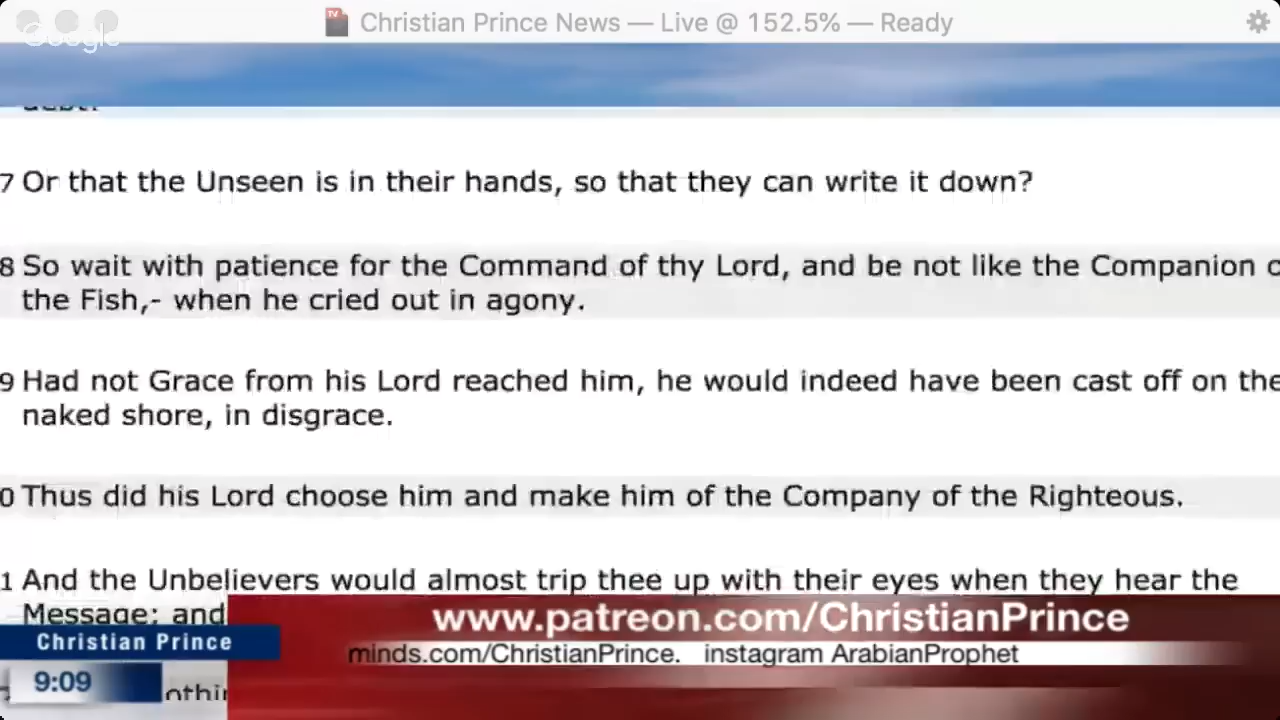 Christian Prince News — Live @ 152.5% — Ready
Google
debt?
7 Or that the Unseen is in their hands, so that they can write it down?
8 So wait with patience for the Command of thy Lord, and be not like the Companion
the Fish,- when he cried out in agony.
9 Had not Grace from his Lord reached him, he would indeed have been cast off on the
naked shore, in disgrace.
0 Thus did his Lord choose him and make him of the Company of the Righteous.
1 And the Unbelievers would almost trip thee up with their eyes when they hear the
Message; and
www.patreon.com/ChristianPrince
Christian Prince
minds.com/ChristianPrince. instagram ArabianProphet
9:09